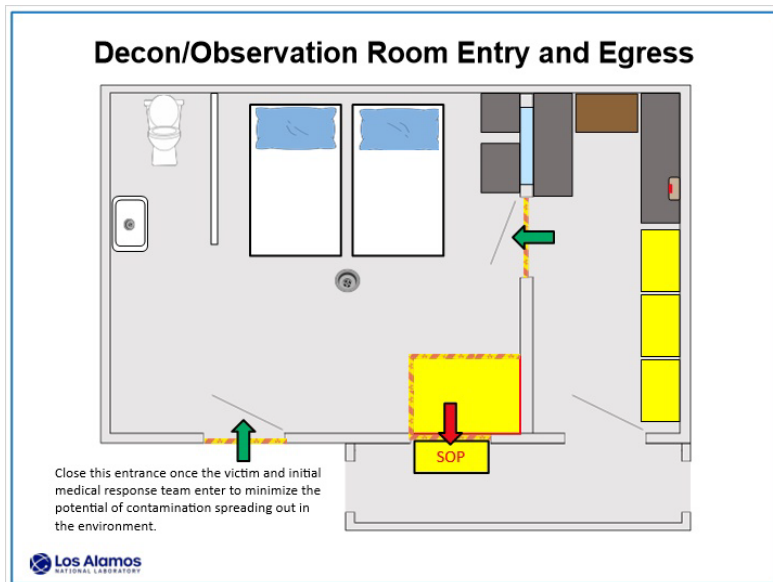 Decon/Observation Room Entry and Egress
SOP
Close this entrance once the victim and initial
medical response team enter to minimize the
potential of contamination spreading out in
the environment.
Los Alamos
NATIONAL LABORATORY